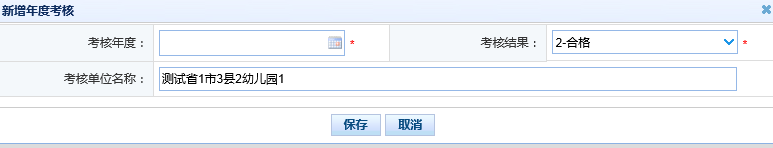 新增年度考核
考核年度： * 考核结果： 2-合格 *
考核单位名称： 测试省1市3县2幼儿园1
保存 取消